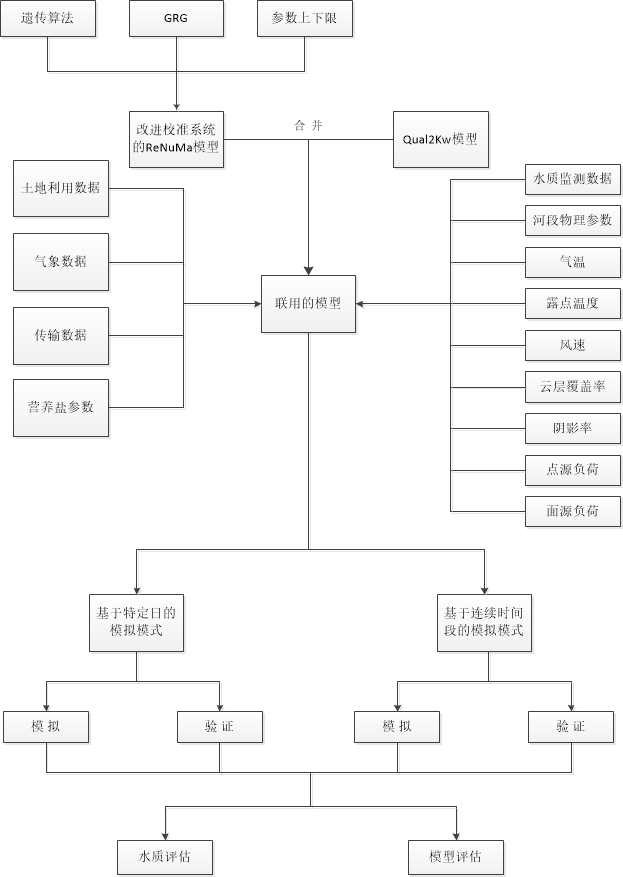 遗传算法
GRG
参数上下限
改进校准系统
的ReNuMa模型
合 并
Qual2Kw模型
土地利用数据
气象数据
传输数据
营养盐参数
联用的模型
水质监测数据
河段物理参数
气温
露点温度
风速
云层覆盖率
阴影率
点源负荷
面源负荷
基于特定日的
模拟模式
基于连续时间
段的模拟模式
模 拟
验 证
模 拟
验 证
水质评估
模型评估